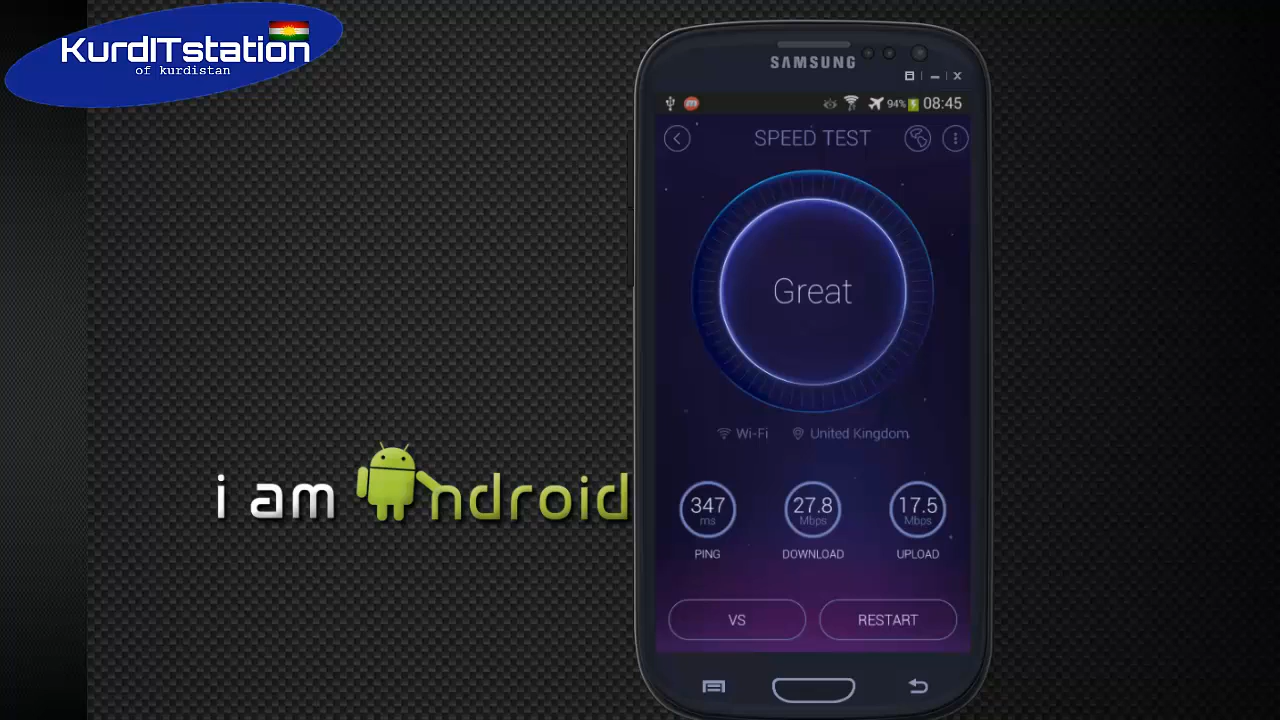 KurdITstation
of kurdistan
SAMSUNG
94% 08:45
SPEED TEST
Great
Wi-Fi United Kingdom
i am ndroid
347 27.8 17.5
ms Mbps Mbps
PING DOWNLOAD UPLOAD
VS RESTART